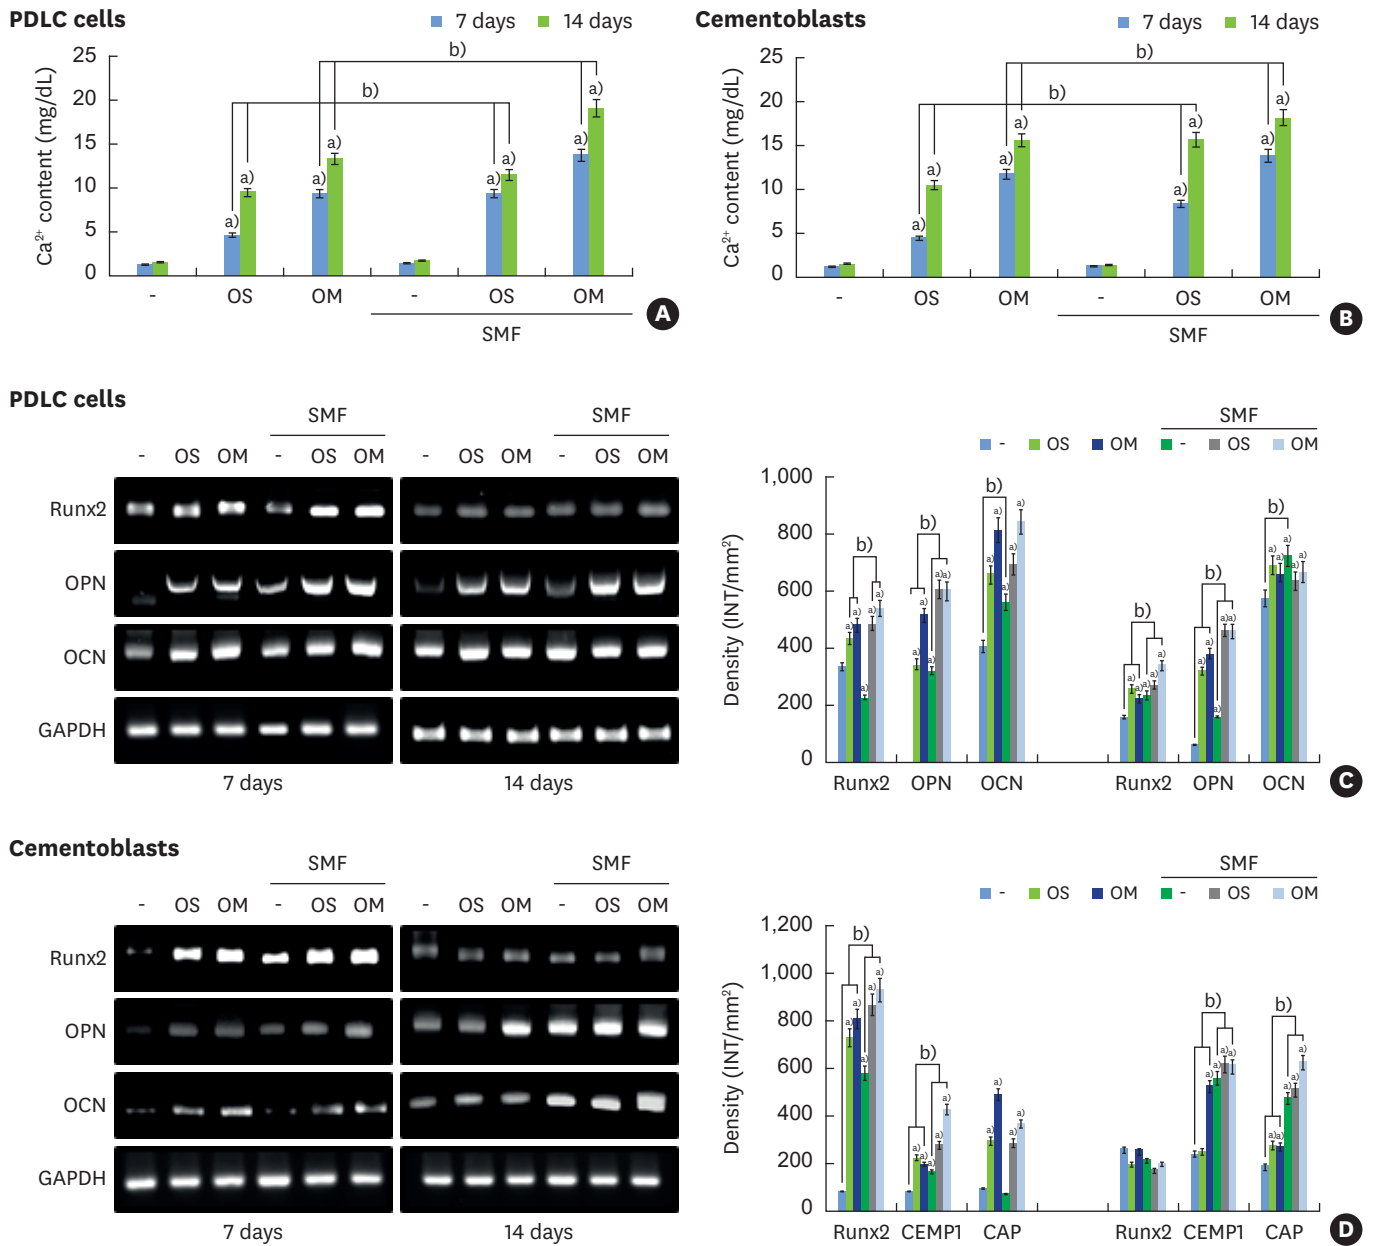 PDLC cells
7 days 14 days
Ca²⁺ content (mg/dL)
25
20
15
10
5
0
b)
b)
a) a) a) a) a) a) a) a)
- OS OM - OS OM
SMF
A
Cementoblasts
7 days 14 days
Ca²⁺ content (mg/dL)
25
20
15
10
5
0
b)
b)
a) a) a) a) a) a) a) a)
- OS OM - OS OM
SMF
B
PDLC cells
SMF SMF
- OS OM - OS OM - OS OM - OS OM
Runx2
OPN
OCN
GAPDH
7 days 14 days
SMF
- OS OM - OS OM
Density (INT/mm²)
1,000
800
600
400
200
0
b) b) b) b) b) b)
a) a) a) a) a) a) a) a) a) a) a) a) a) a) a) a) a) a) a) a) a) a) a) a) a) a) a) a) a)
Runx2 OPN OCN Runx2 OPN OCN
C
Cementoblasts
SMF SMF
- OS OM - OS OM - OS OM - OS OM
Runx2
OPN
OCN
GAPDH
7 days 14 days
SMF
- OS OM - OS OM
Density (INT/mm²)
1,200
1,000
800
600
400
200
0
b) b) b) b)
a) a) a) a) a) a) a) a) a) a) a) a) a) a) a) a) a) a) a) a) a) a) a)
Runx2 CEMP1 CAP Runx2 CEMP1 CAP
D